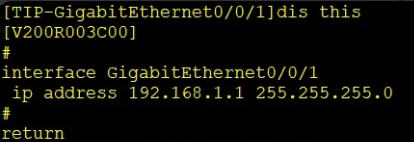 [TIP-GigabitEthernet0/0/1]dis this
[V200R003C00]
#
interface GigabitEthernet0/0/1
 ip address 192.168.1.1 255.255.255.0
#
return